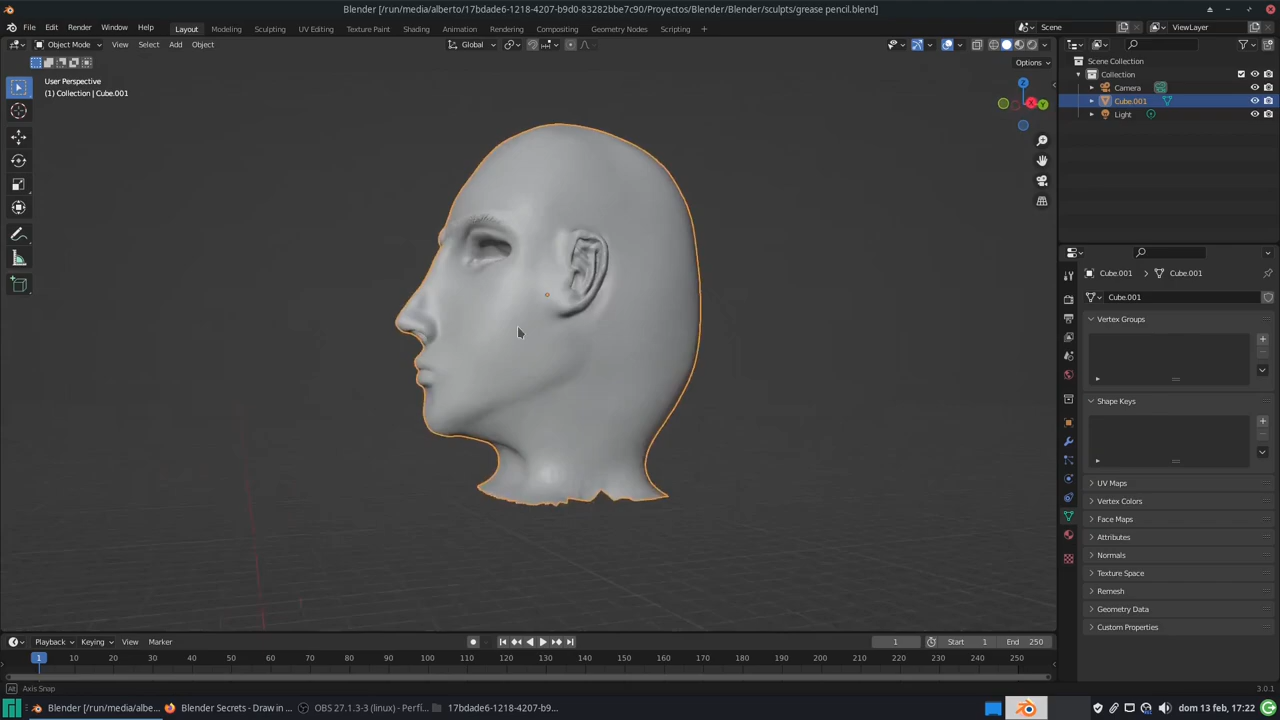 Blender [/run/media/alberto/17bdade6-1218-4207-b9d0-83282bbe7c90/Proyectos/Blender/Blender/sculpts/grease pencil.blend]
File Edit Render Window Help Layout Modeling Sculpting UV Editing Texture Paint Shading Animation Rendering Compositing Geometry Nodes Scripting + Scene ViewLayer
Object Mode View Select Add Object Global
Options
User Perspective
(1) Collection | Cube.001
Z
X
Y
Scene Collection
Collection
Camera
Cube.001
Light
Cube.001 > Cube.001
Cube.001
Vertex Groups
Shape Keys
UV Maps
Vertex Colors
Face Maps
Attributes
Normals
Texture Space
Remesh
Geometry Data
Custom Properties
Playback Keying View Marker 1 Start 1 End 250
1 10 20 30 40 50 60 70 80 90 100 110 120 130 140 150 160 170 180 190 200 210 220 230 240 250
Alt Axis Snap 3.0.1
Blender [/run/media/albe... Blender Secrets - Draw in ... OBS 27.1.3-3 (linux) - Perfi... 17bdade6-1218-4207-b9d0-8... dom 13 feb, 17:22